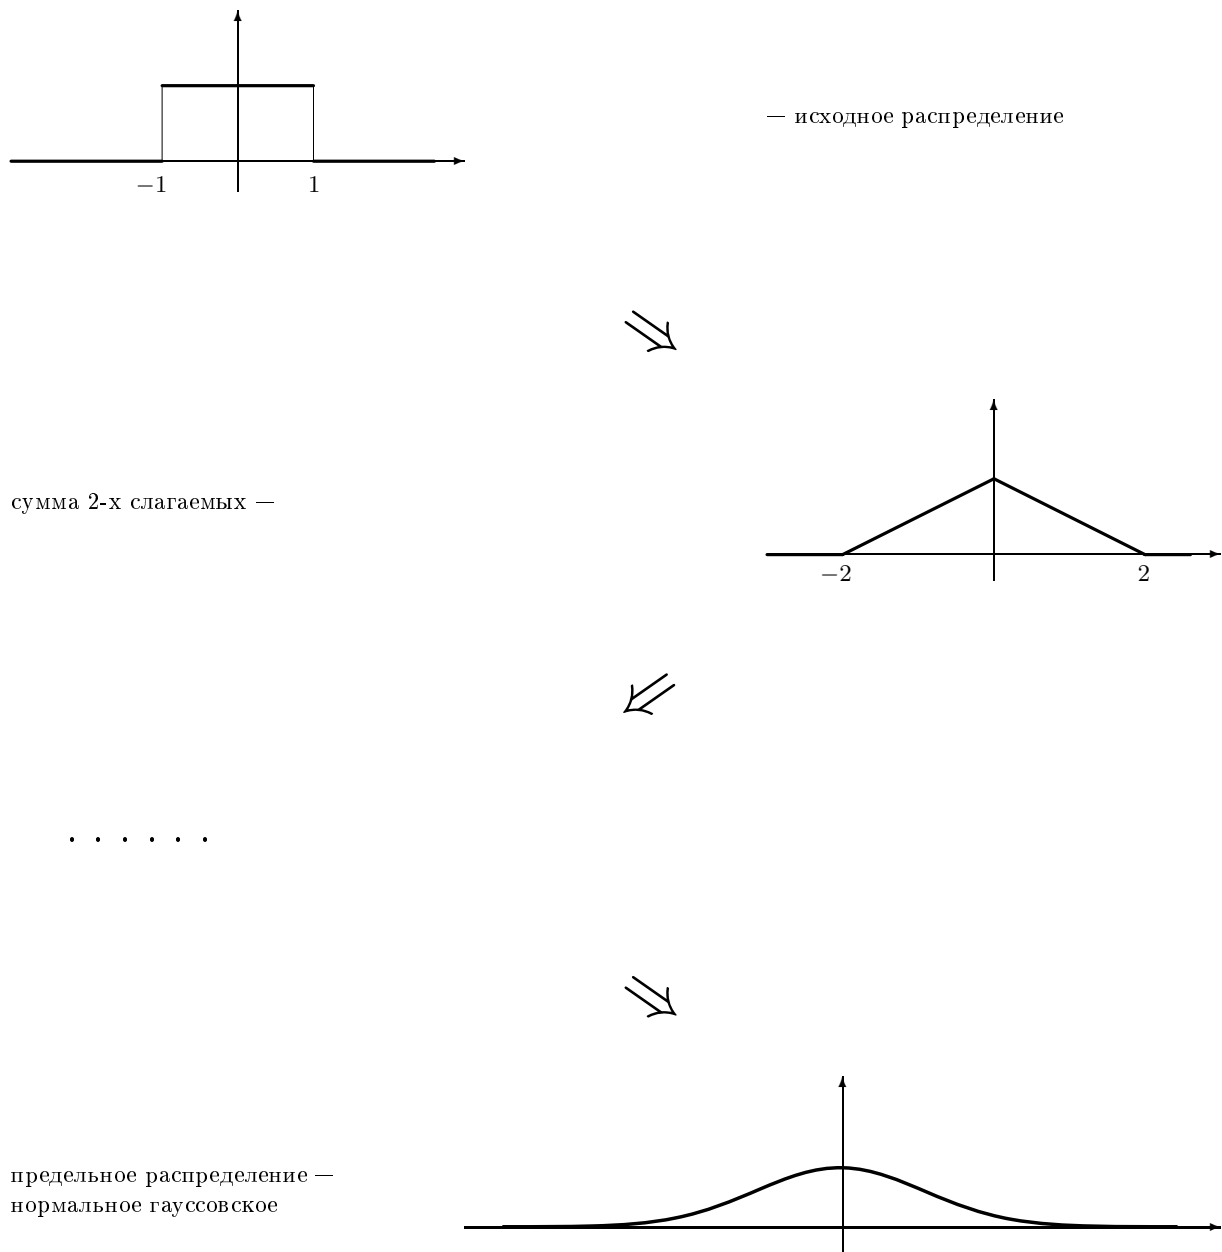 — исходное распределение
−1
1
сумма 2-х слагаемых —
−2
2
. . . . . .
предельное распределение —
нормальное гауссовское